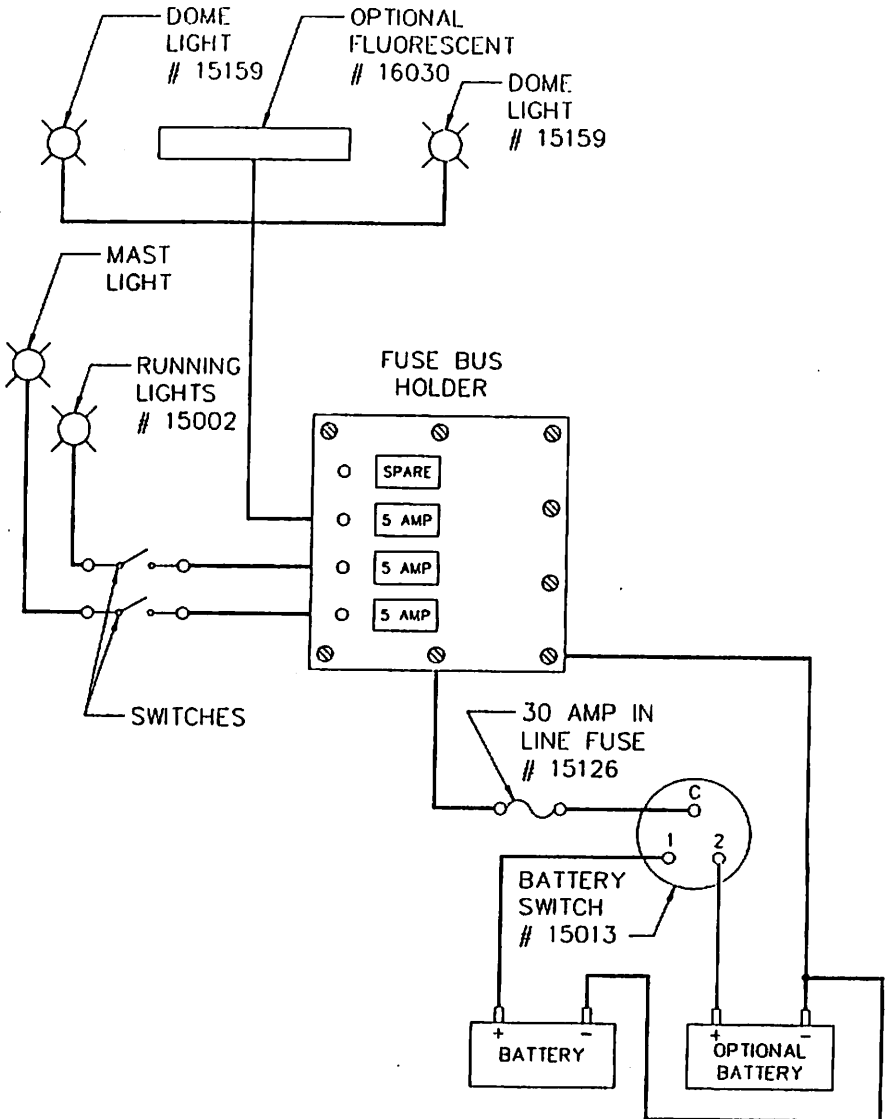 DOME
LIGHT
# 15159
OPTIONAL
FLUORESCENT
# 16030
DOME
LIGHT
# 15159
MAST
LIGHT
RUNNING
LIGHTS
# 15002
FUSE BUS
HOLDER
SPARE
5 AMP
5 AMP
5 AMP
SWITCHES
30 AMP IN
LINE FUSE
# 15126
C
1 2
BATTERY
SWITCH
# 15013
+ -
BATTERY
+ -
OPTIONAL
BATTERY